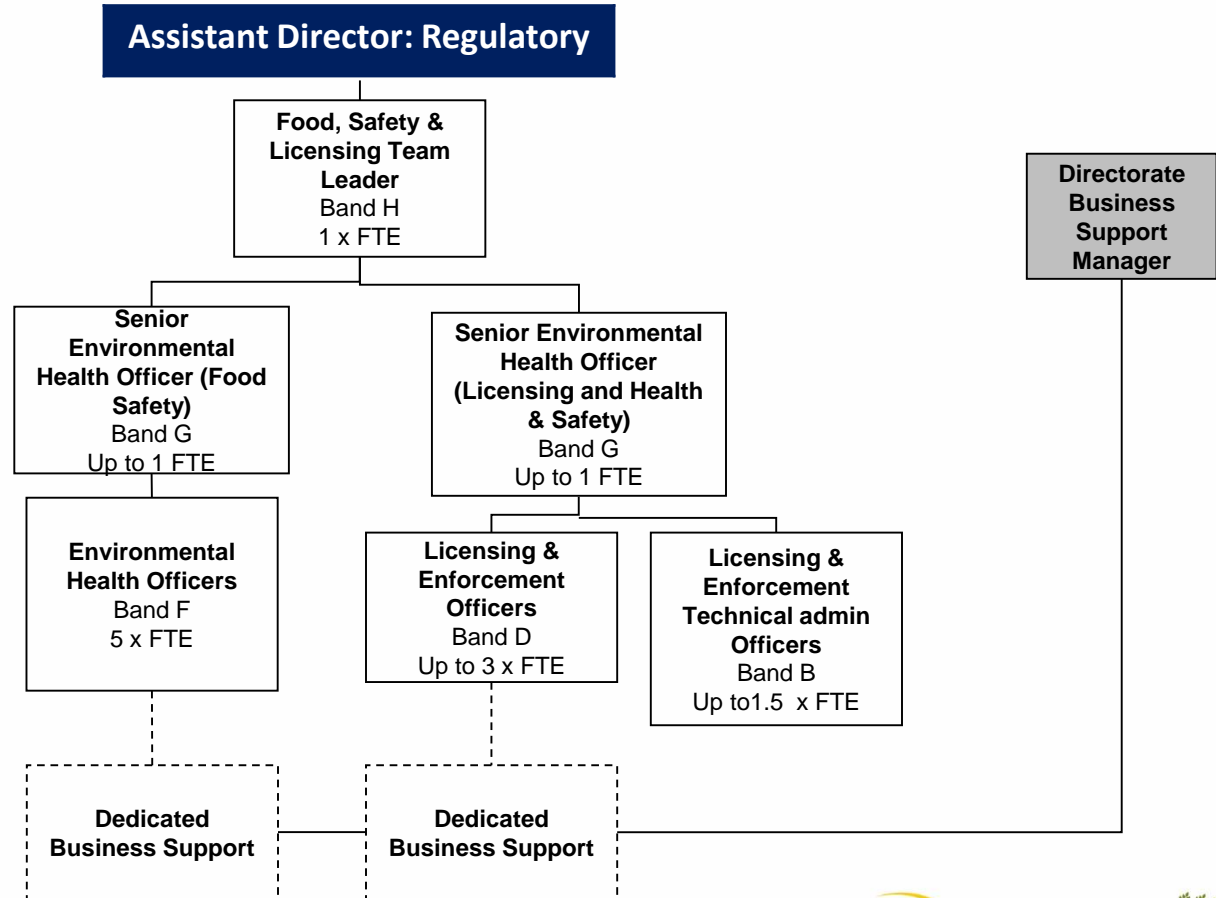 Assistant Director: Regulatory
Food, Safety &
Licensing Team
Leader
Band H
1 x FTE
Directorate
Business
Support
Manager
Senior
Environmental
Health Officer (Food
Safety)
Band G
Up to 1 FTE
Senior Environmental
Health Officer
(Licensing and Health
& Safety)
Band G
Up to 1 FTE
Environmental
Health Officers
Band F
5 x FTE
Licensing &
Enforcement
Officers
Band D
Up to 3 x FTE
Licensing &
Enforcement
Technical admin
Officers
Band B
Up to1.5 x FTE
Dedicated
Business Support
Dedicated
Business Support